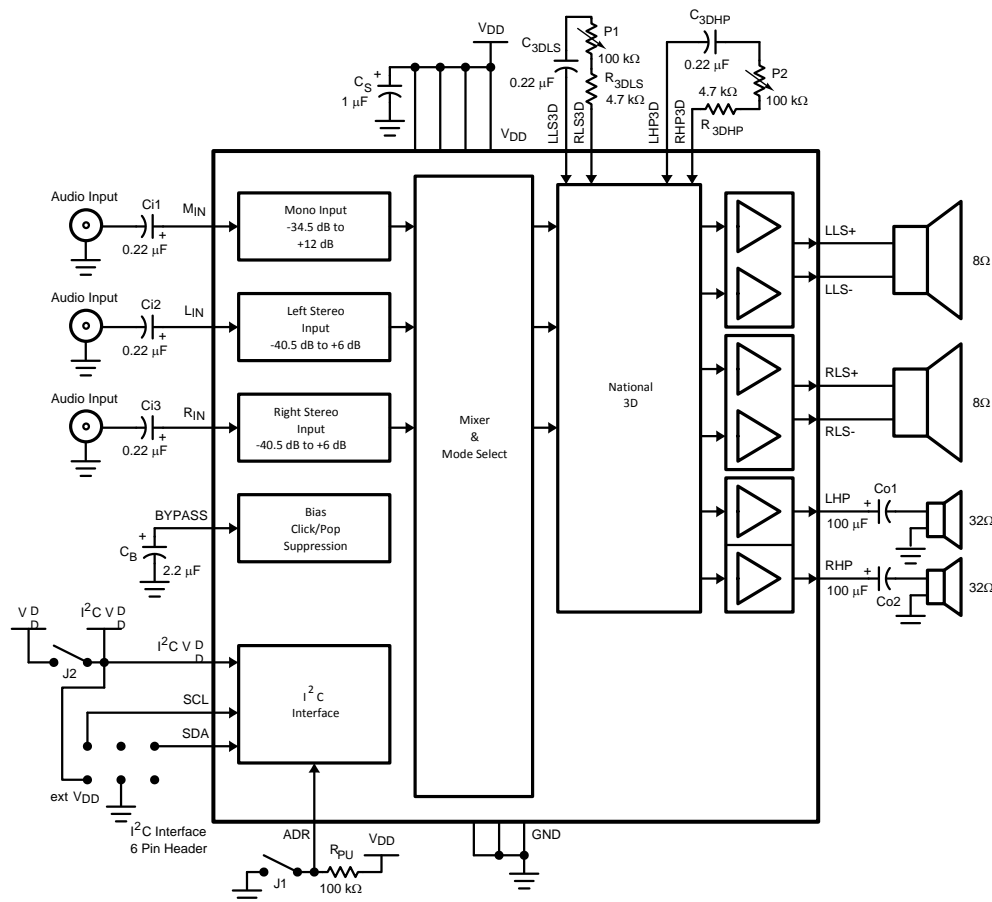 VDD
CS
+
1 µF
VDD
C3DLS
0.22 µF
P1
100 kΩ
R3DLS
4.7 kΩ
C3DHP
0.22 µF
P2
4.7 kΩ
100 kΩ
R3DHP
LLS3D
RLS3D
LHP3D
RHP3D
Audio Input
Ci1
+
0.22 µF
MIN
Mono Input
-34.5 dB to
+12 dB
Audio Input
Ci2
+
0.22 µF
LIN
Left Stereo
Input
-40.5 dB to +6 dB
Audio Input
Ci3
+
0.22 µF
RIN
Right Stereo
Input
-40.5 dB to +6 dB
BYPASS
+
CB
2.2 µF
Bias
Click/Pop
Suppression
Mixer
&
Mode Select
National
3D
LLS+
LLS-
8Ω
RLS+
RLS-
8Ω
LHP
+
Co1
100 µF
32Ω
RHP
+
100 µF
Co2
32Ω
VDD
I2C VDD
J2
I2C VDD
SCL
SDA
I2C
Interface
ext VDD
I2C Interface
6 Pin Header
ADR
RPU
VDD
J1
100 kΩ
GND